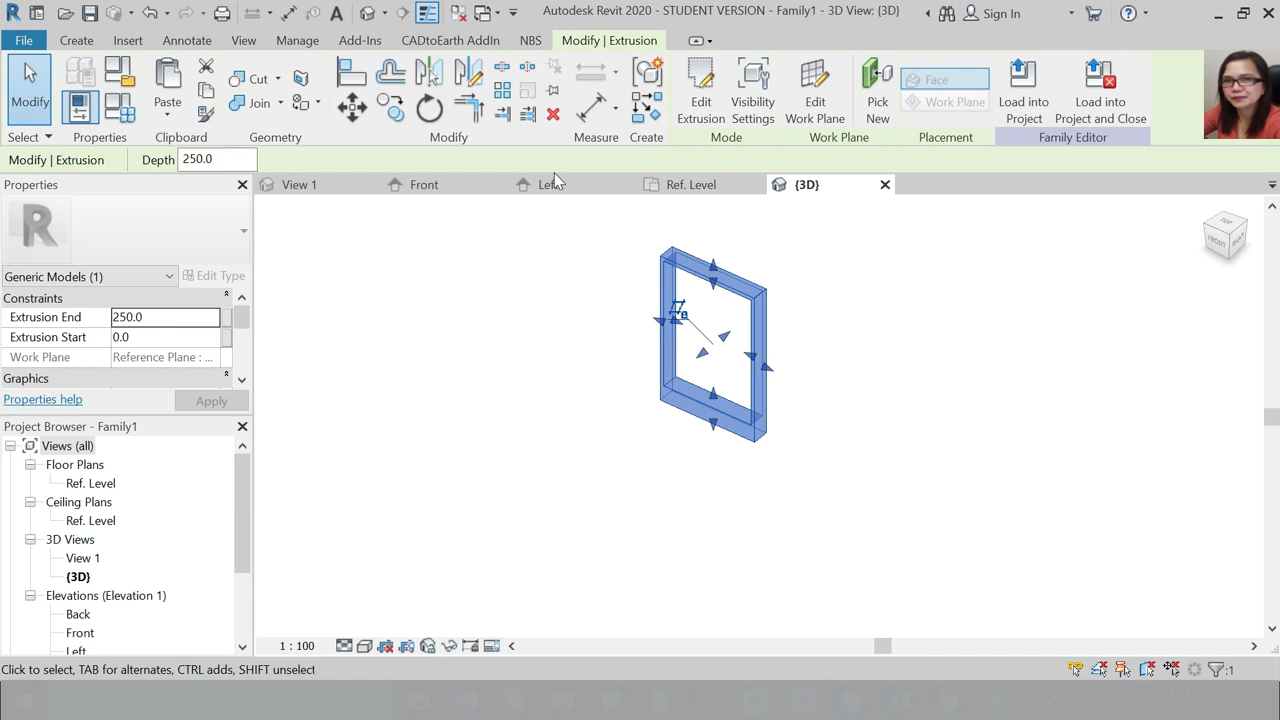 Autodesk Revit 2020 - STUDENT VERSION - Family1 - 3D View: {3D}
Sign In
File
Create
Insert
Annotate
View
Manage
Add-Ins
CADtoEarth AddIn
NBS
Modify | Extrusion
Modify
Paste
Cut
Join
Edit Extrusion
Visibility Settings
Edit Work Plane
Pick New
Face
Work Plane
Load into Project
Load into Project and Close
Select
Properties
Clipboard
Geometry
Modify
Measure
Create
Mode
Work Plane
Placement
Family Editor
Modify | Extrusion
Depth 250.0
Properties
View 1
Front
Ref. Level
{3D}
TOP
FRONT
Generic Models (1)
Edit Type
Constraints
Extrusion End 250.0
Extrusion Start 0.0
Work Plane Reference Plane : ...
Graphics
Properties help
Apply
Project Browser - Family1
Views (all)
Floor Plans
Ref. Level
Ceiling Plans
Ref. Level
3D Views
View 1
{3D}
Elevations (Elevation 1)
Back
Front
Left
1 : 100
Click to select, TAB for alternates, CTRL adds, SHIFT unselect
:1